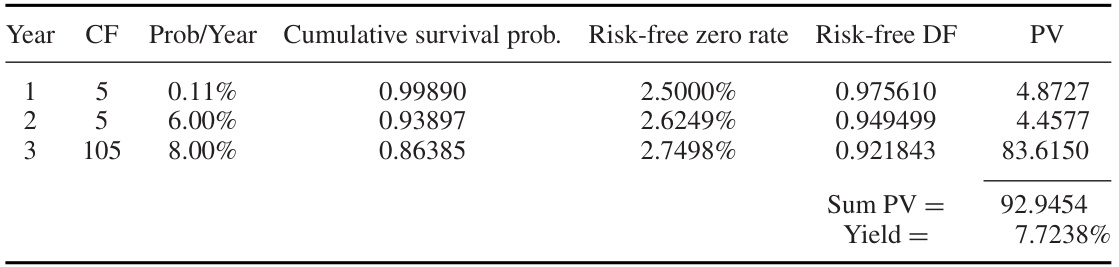 Year CF Prob/Year Cumulative survival prob. Risk-free zero rate Risk-free DF PV
1 5 0.11% 0.99890 2.5000% 0.975610 4.8727
2 5 6.00% 0.93897 2.6249% 0.949499 4.4577
3 105 8.00% 0.86385 2.7498% 0.921843 83.6150
Sum PV = 92.9454
Yield = 7.7238%